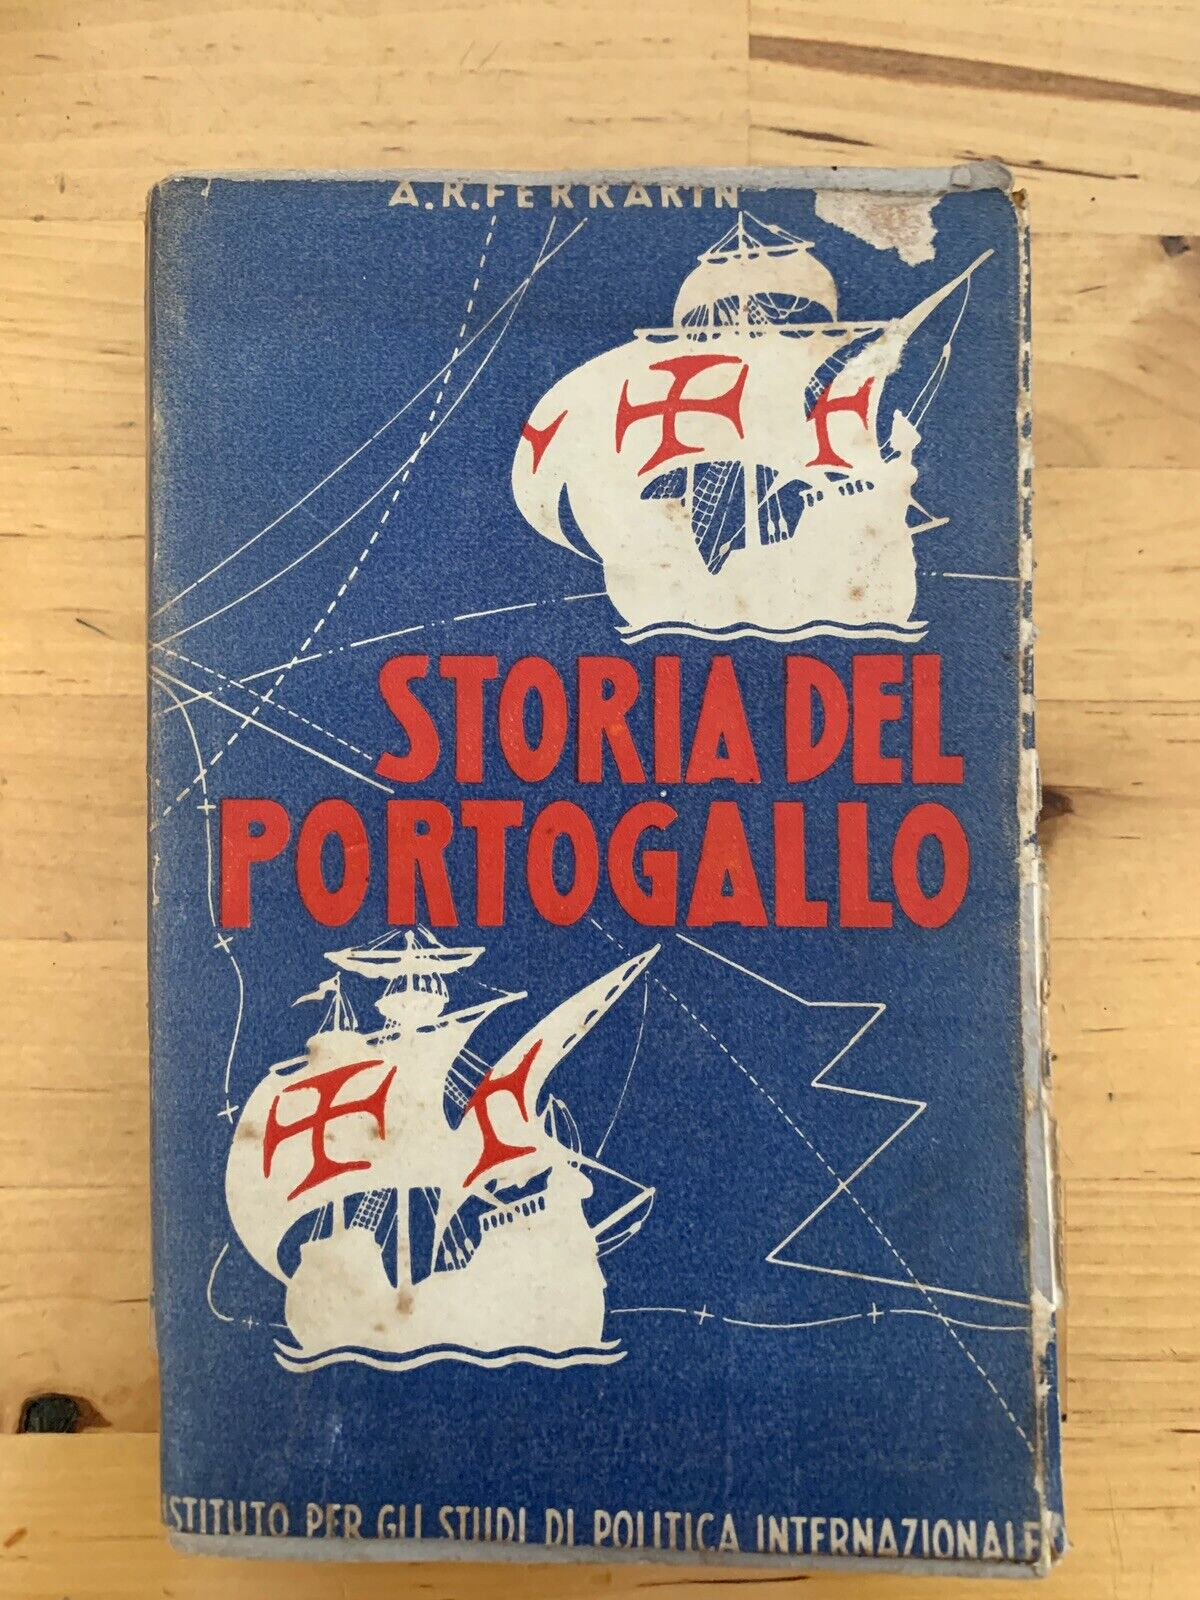 A.R.FERRARIN
STORIA DEL
PORTOGALLO
ISTITUTO PER GLI STUDI DI POLITICA INTERNAZIONALE